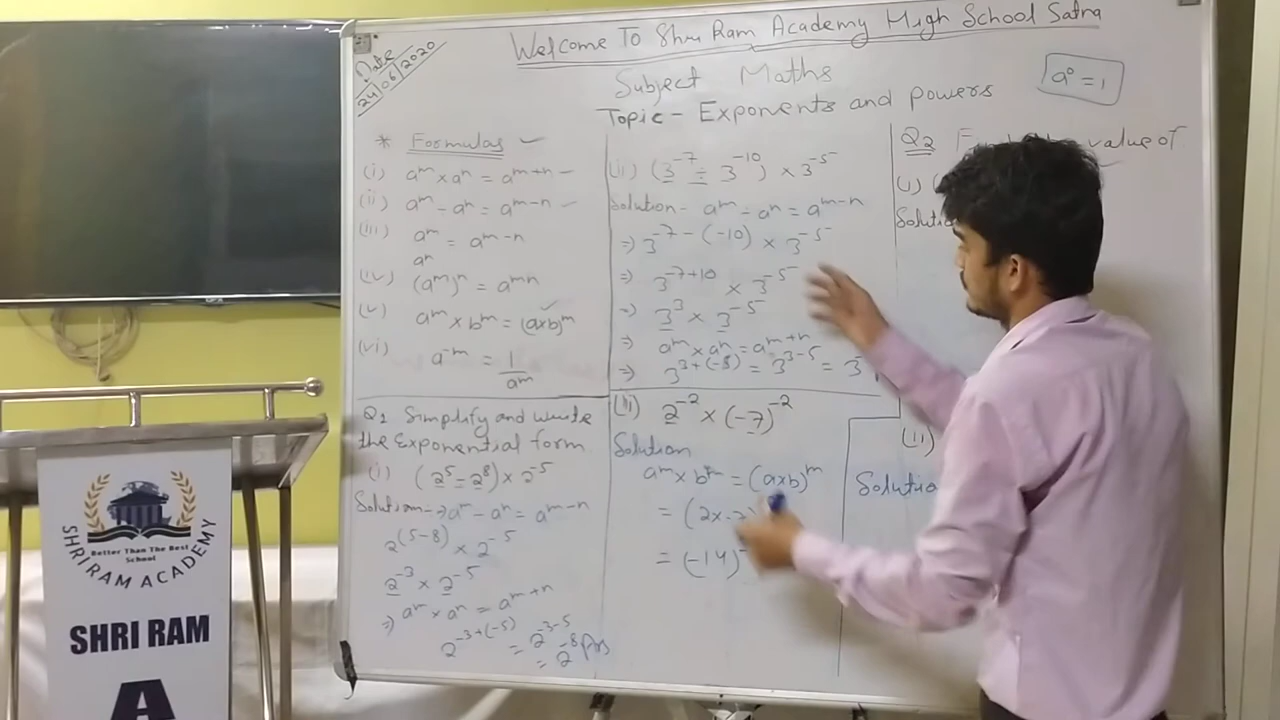 Date
24/06/2020
Welcome To Shri Ram Academy High School Satna
Subject Maths
Topic - Exponents and powers
a⁰ = 1
* Formulas
(i) aᵐ × aⁿ = aᵐ⁺ⁿ
(ii) aᵐ ÷ aⁿ = aᵐ⁻ⁿ
(iii) aᵐ/aⁿ = aᵐ⁻ⁿ
(iv) (aᵐ)ⁿ = aᵐⁿ
(v) aᵐ × bᵐ = (a×b)ᵐ
(vi) a⁻ᵐ = 1/aᵐ
Q1 Simplify and write
the Exponential form
(i) (2⁵ ÷ 2⁸) × 2⁻⁵
Solution → aᵐ ÷ aⁿ = aᵐ⁻ⁿ
2⁽⁵⁻⁸⁾ × 2⁻⁵
2⁻³ × 2⁻⁵
⇒ aᵐ × aⁿ = aᵐ⁺ⁿ
2⁻³⁺⁽⁻⁵⁾ = 2⁻³⁻⁵
= 2⁻⁸ Ans
(ii) (3⁻⁷ ÷ 3⁻¹⁰) × 3⁻⁵
Solution - aᵐ ÷ aⁿ = aᵐ⁻ⁿ
⇒ 3⁻⁷⁻⁽⁻¹⁰⁾ × 3⁻⁵
⇒ 3⁻⁷⁺¹⁰ × 3⁻⁵
⇒ 3³ × 3⁻⁵
⇒ aᵐ × aⁿ = aᵐ⁺ⁿ
⇒ 3³⁺⁽⁻⁵⁾ = 3³⁻⁵ = 3⁻
(iii) 2⁻² × (-7)⁻²
Solution
aᵐ × bᵐ = (a×b)ᵐ
= (2×-7)
= (-14)⁻
Q2 value of
(i) (
(ii)
SHRIRAM ACADEMY
Better Than The Best
School
SHRI RAM
A